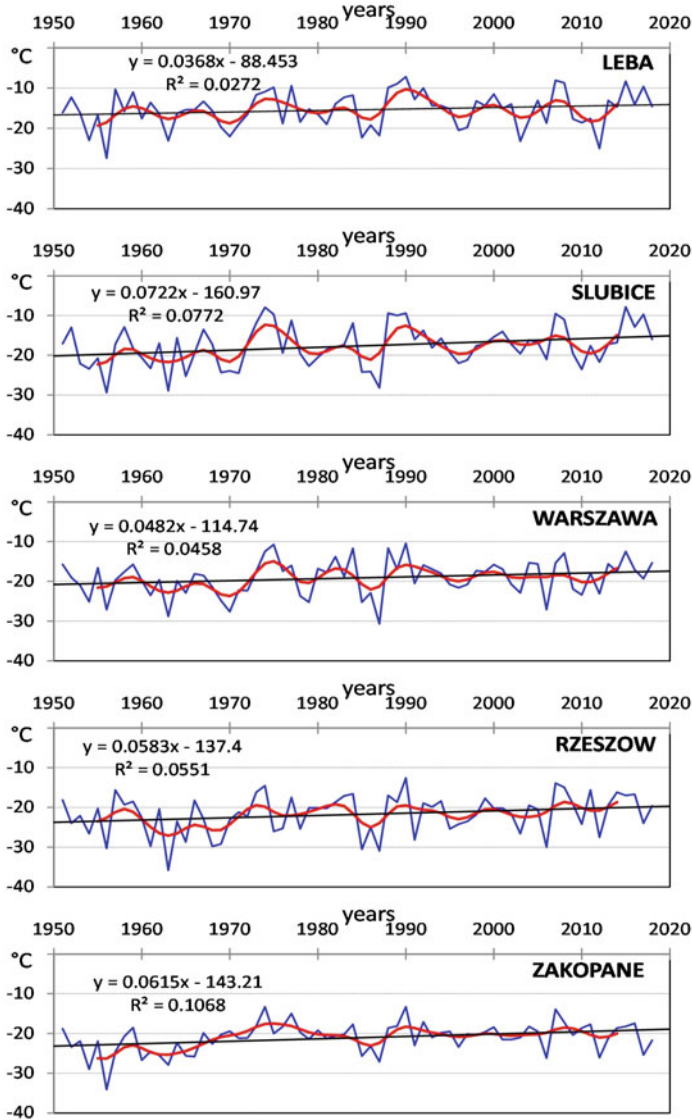 years
1950 1960 1970 1980 1990 2000 2010 2020
°C
y = 0.0368x - 88.453
LEBA
R² = 0.0272
-10
-20
-30
-40
years
1950 1960 1970 1980 1990 2000 2010 2020
°C
y = 0.0722x - 160.97
SLUBICE
R² = 0.0772
-10
-20
-30
-40
years
1950 1960 1970 1980 1990 2000 2010 2020
°C
y = 0.0482x - 114.74
WARSZAWA
R² = 0.0458
-10
-20
-30
-40
years
1950 1960 1970 1980 1990 2000 2010 2020
°C
y = 0.0583x - 137.4
RZESZOW
R² = 0.0551
-10
-20
-30
-40
years
1950 1960 1970 1980 1990 2000 2010 2020
°C
y = 0.0615x - 143.21
ZAKOPANE
R² = 0.1068
-10
-20
-30
-40